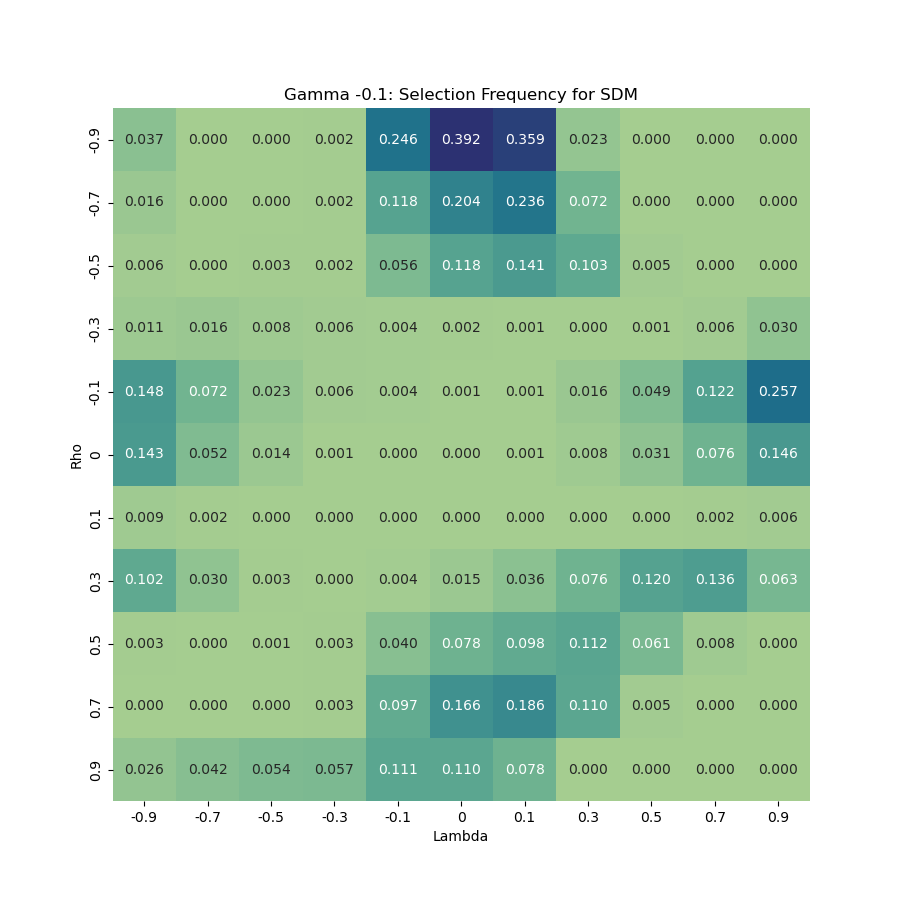 Gamma -0.1: Selection Frequency for SDM
-0.9 0.037 0.000 0.000 0.002 0.246 0.392 0.359 0.023 0.000 0.000 0.000
-0.7 0.016 0.000 0.000 0.002 0.118 0.204 0.236 0.072 0.000 0.000 0.000
-0.5 0.006 0.000 0.003 0.002 0.056 0.118 0.141 0.103 0.005 0.000 0.000
-0.3 0.011 0.016 0.008 0.006 0.004 0.002 0.001 0.000 0.001 0.006 0.030
-0.1 0.148 0.072 0.023 0.006 0.004 0.001 0.001 0.016 0.049 0.122 0.257
Rho
0 0.143 0.052 0.014 0.001 0.000 0.000 0.001 0.008 0.031 0.076 0.146
0.1 0.009 0.002 0.000 0.000 0.000 0.000 0.000 0.000 0.000 0.002 0.006
0.3 0.102 0.030 0.003 0.000 0.004 0.015 0.036 0.076 0.120 0.136 0.063
0.5 0.003 0.000 0.001 0.003 0.040 0.078 0.098 0.112 0.061 0.008 0.000
0.7 0.000 0.000 0.000 0.003 0.097 0.166 0.186 0.110 0.005 0.000 0.000
0.9 0.026 0.042 0.054 0.057 0.111 0.110 0.078 0.000 0.000 0.000 0.000
-0.9 -0.7 -0.5 -0.3 -0.1 0 0.1 0.3 0.5 0.7 0.9
Lambda